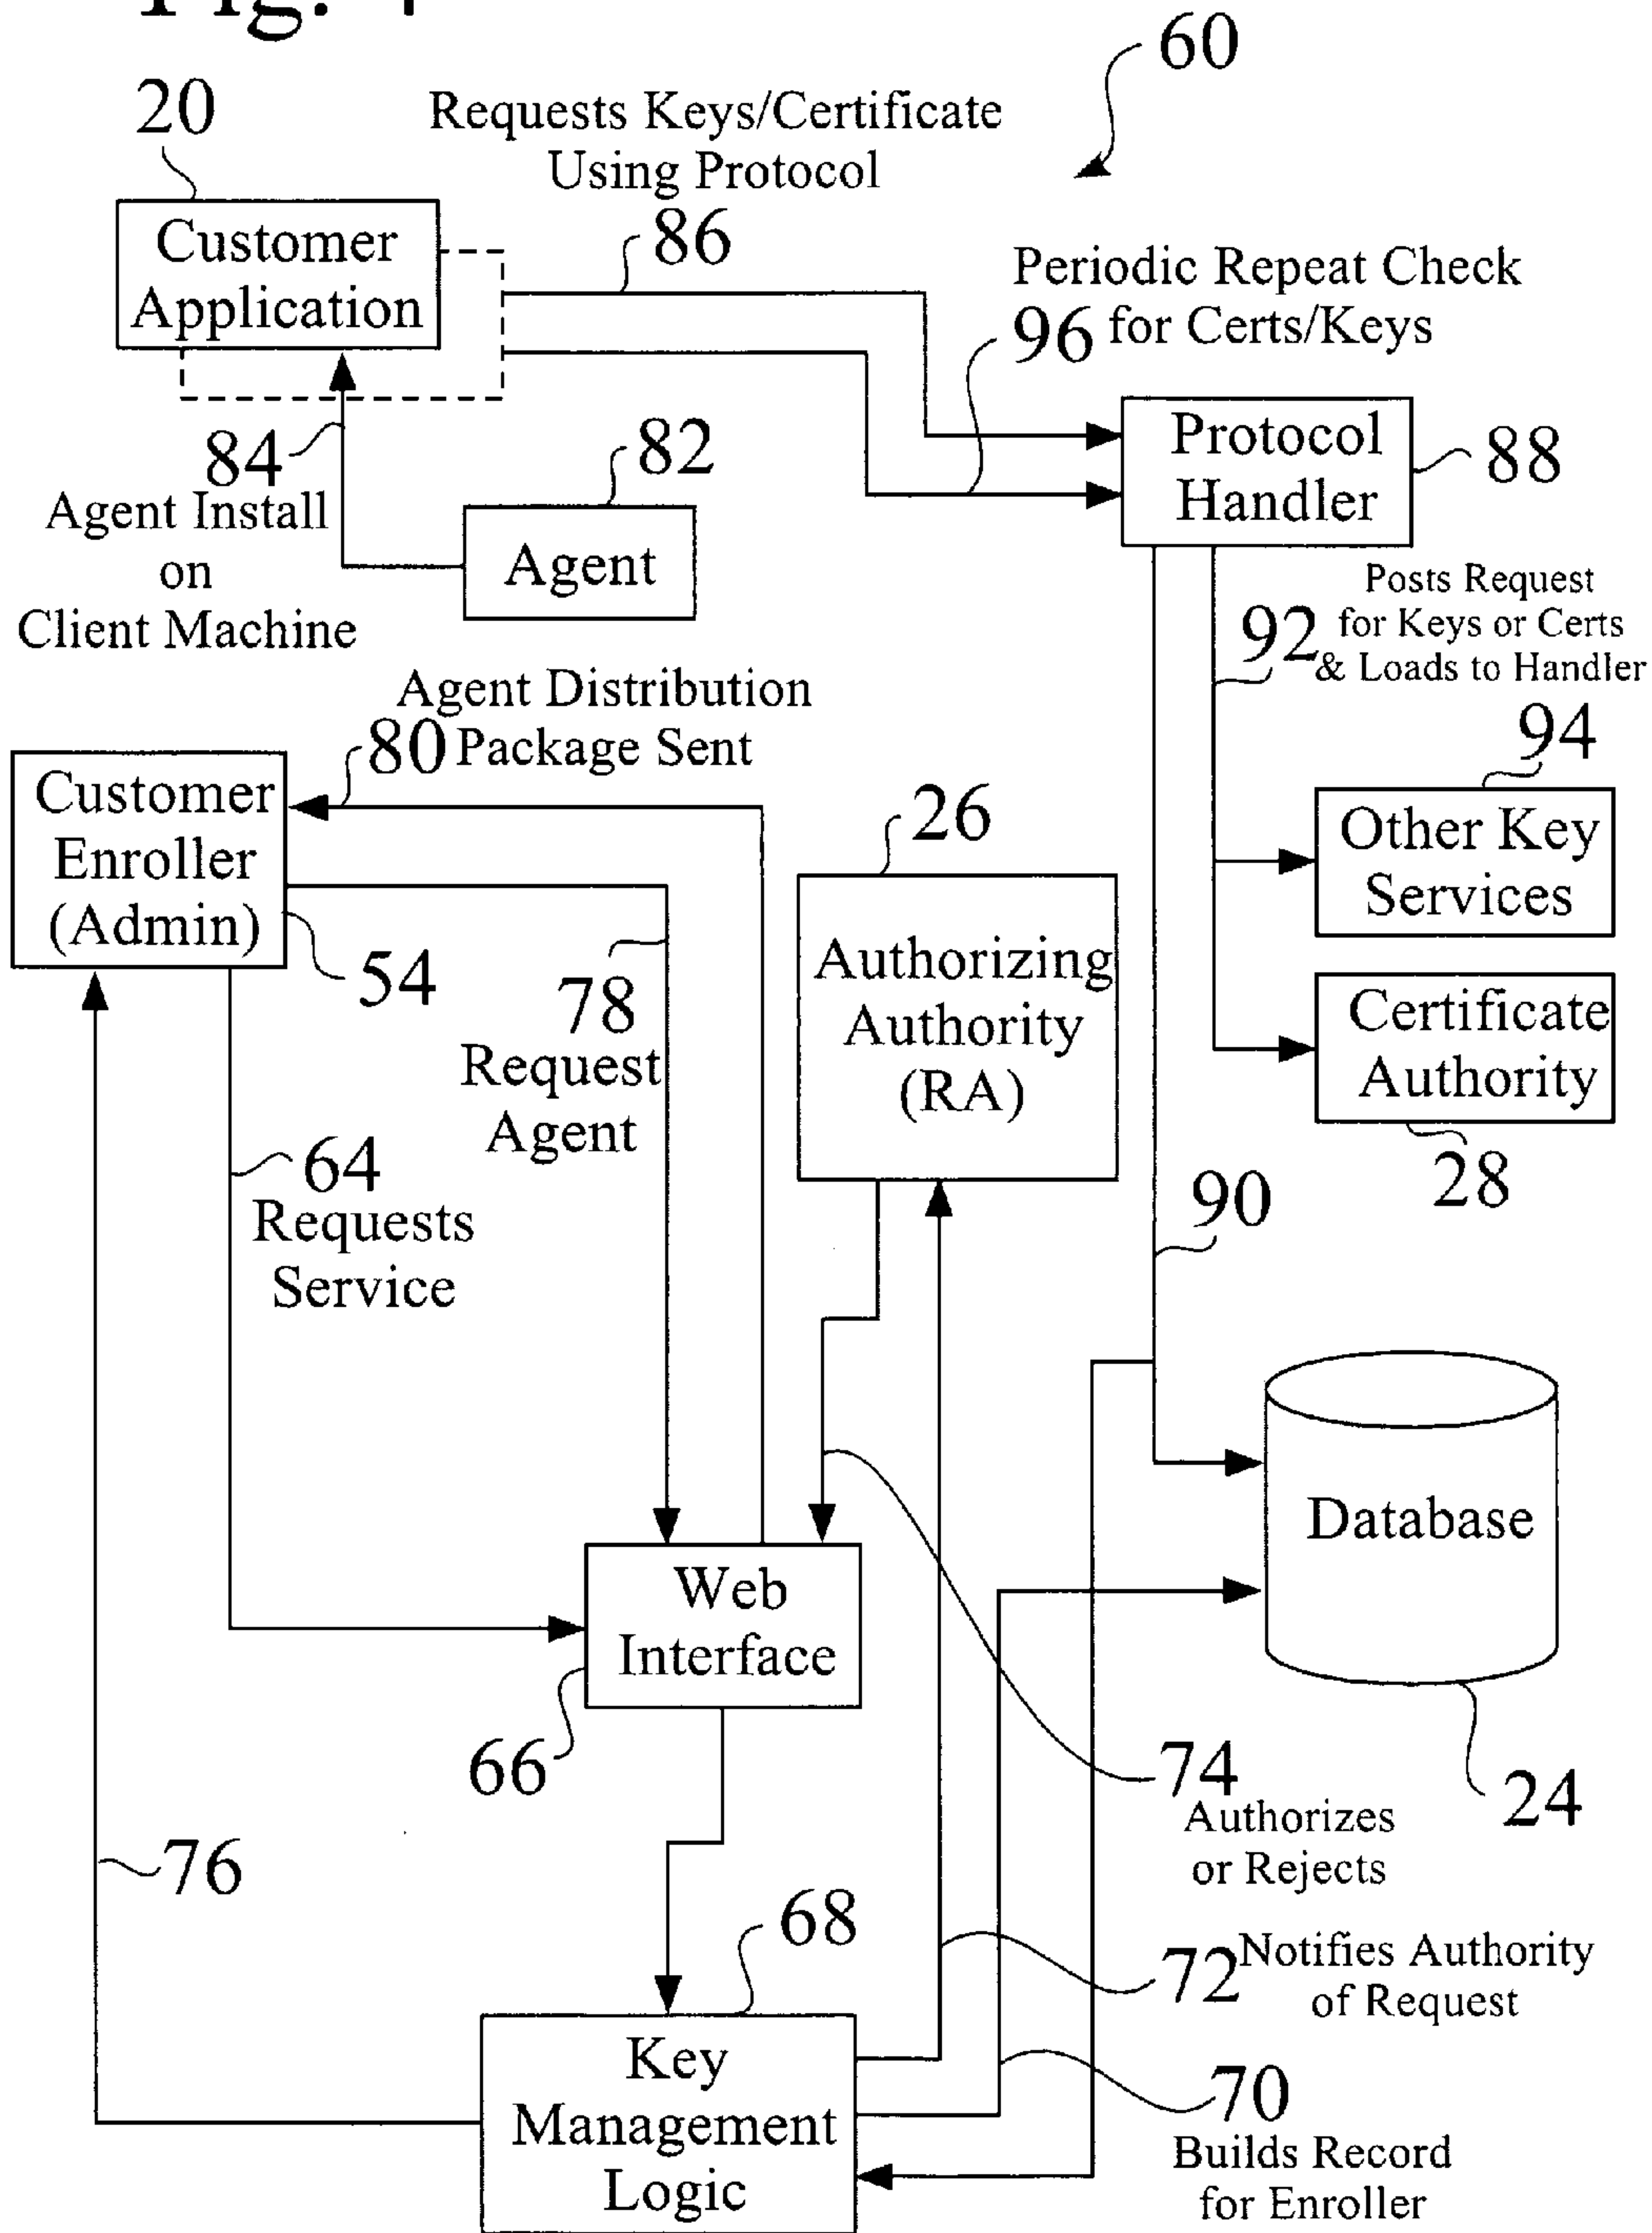 Fig. 4
60
20
Requests Keys/Certificate
Using Protocol
Customer
Application
86
Periodic Repeat Check
96 for Certs/Keys
84
Agent Install
on
Client Machine
82
Agent
Protocol
Handler
88
Posts Request
92 for Keys or Certs
& Loads to Handler
Agent Distribution
80 Package Sent
94
Customer
Enroller
(Admin)
54
26
Other Key
Services
Authorizing
Authority
(RA)
78
Request
Agent
Certificate
Authority
28
64
Requests
Service
90
Database
24
Web
Interface
66
74
Authorizes
or Rejects
76
68
72 Notifies Authority
of Request
Key
Management
Logic
70
Builds Record
for Enroller